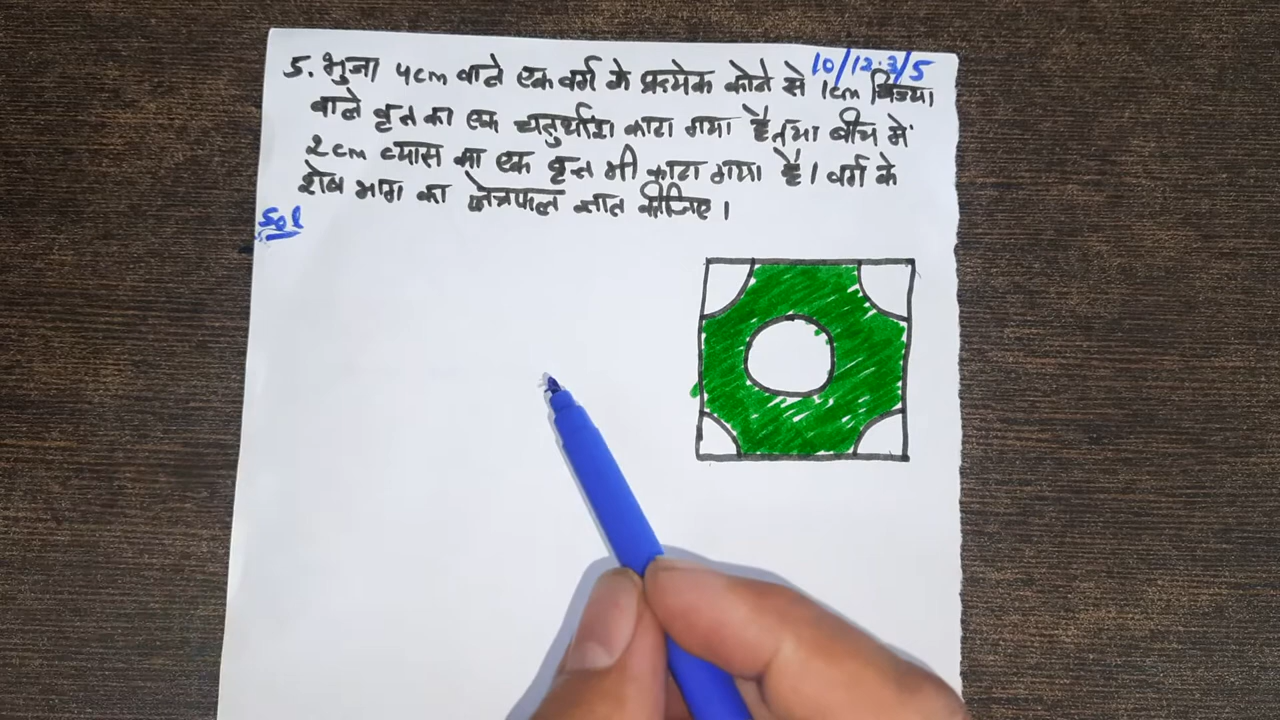 10/12.3/5
5. भुजा 4cm वाले एक वर्ग के प्रत्येक कोने से 1cm त्रिज्या
वाले वृत्त का एक चतुर्थांश काटा गया है तथा बीच में
2cm व्यास का एक वृत्त भी काटा गया है। वर्ग के
शेष भाग का क्षेत्रफल ज्ञात कीजिए।
Sol